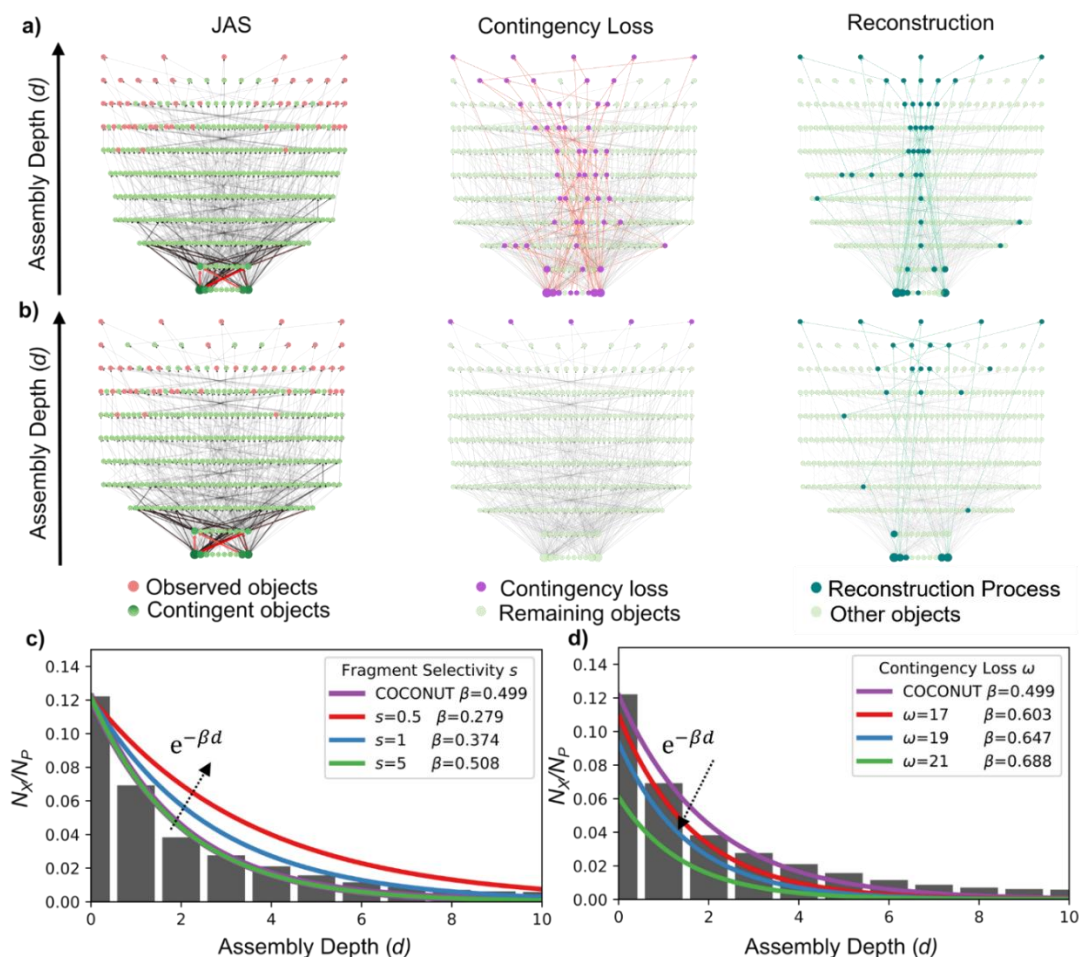 a)
JAS
Contingency Loss
Reconstruction
Assembly Depth (d)
b)
Assembly Depth (d)
Observed objects
Contingent objects
Contingency loss
Remaining objects
Reconstruction Process
Other objects
c)
Fragment Selectivity s
COCONUT β=0.499
s=0.5 β=0.279
s=1 β=0.374
s=5 β=0.508
e^{-βd}
N_X/N_P
0.14
0.12
0.10
0.08
0.06
0.04
0.02
0.00
0 2 4 6 8 10
Assembly Depth (d)
d)
Contingency Loss ω
COCONUT β=0.499
ω=17 β=0.603
ω=19 β=0.647
ω=21 β=0.688
e^{-βd}
N_X/N_P
0.14
0.12
0.10
0.08
0.06
0.04
0.02
0.00
0 2 4 6 8 10
Assembly Depth (d)